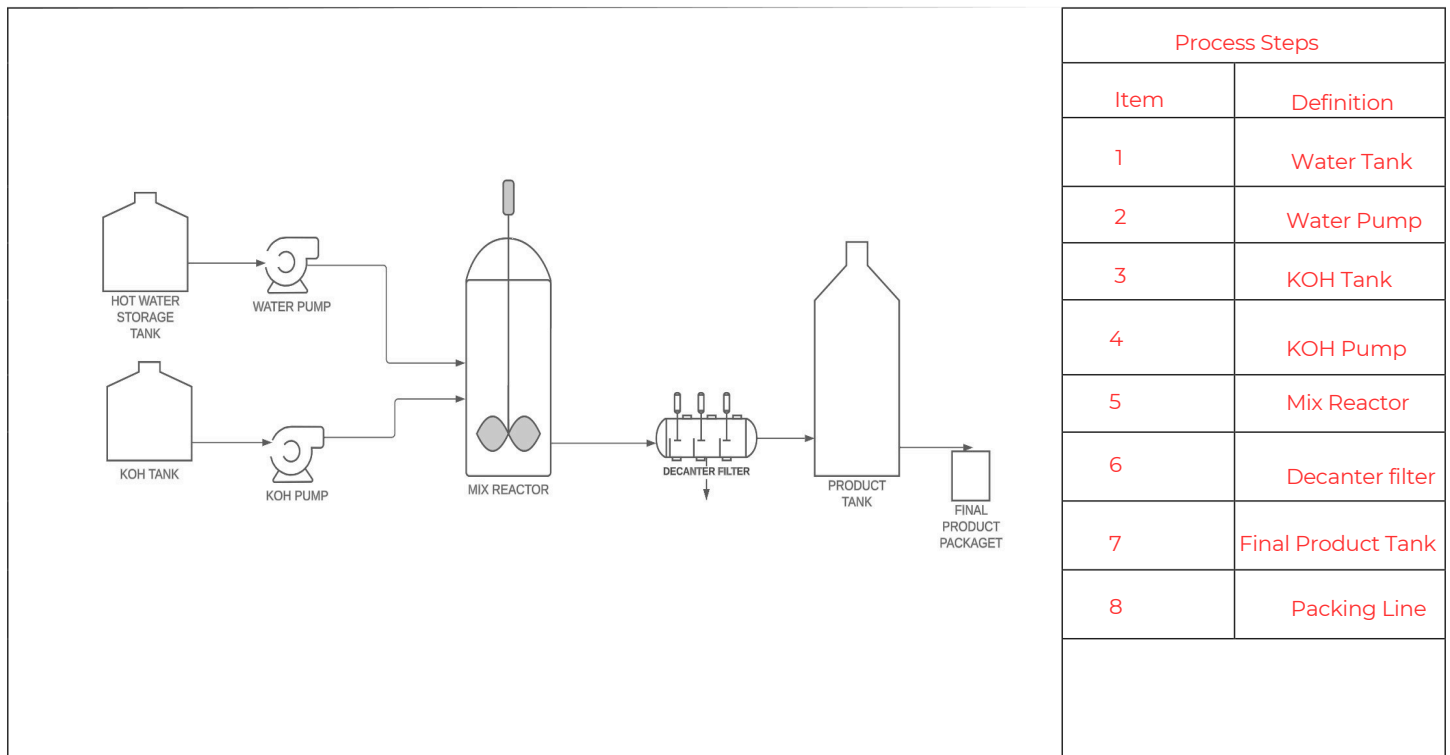 HOT WATER
STORAGE
TANK
WATER PUMP
KOH TANK
KOH PUMP
MIX REACTOR
DECANTER FILTER
PRODUCT
TANK
FINAL
PRODUCT
PACKAGET
Process Steps
Item Definition
1 Water Tank
2 Water Pump
3 KOH Tank
4 KOH Pump
5 Mix Reactor
6 Decanter filter
7 Final Product Tank
8 Packing Line